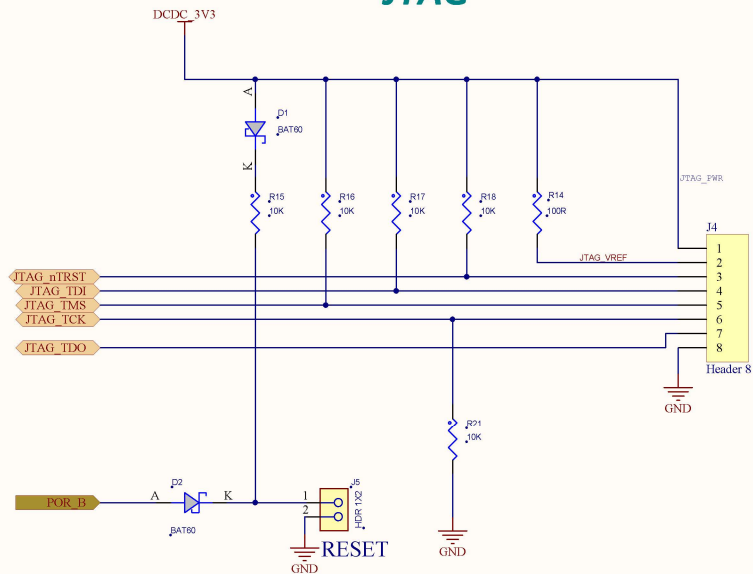 JTAG
DCDC_3V3
A
D1
BAT60
K
JTAG_PWR
R15
10K
R16
10K
R17
10K
R18
10K
R14
100R
J4
JTAG_VREF
1
2
3
4
5
6
7
8
Header 8
JTAG_nTRST
JTAG_TDI
JTAG_TMS
JTAG_TCK
JTAG_TDO
GND
R21
10K
D2
A
K
BAT60
POR_B
J5
1
2
HDR 1X2
RESET
GND
GND